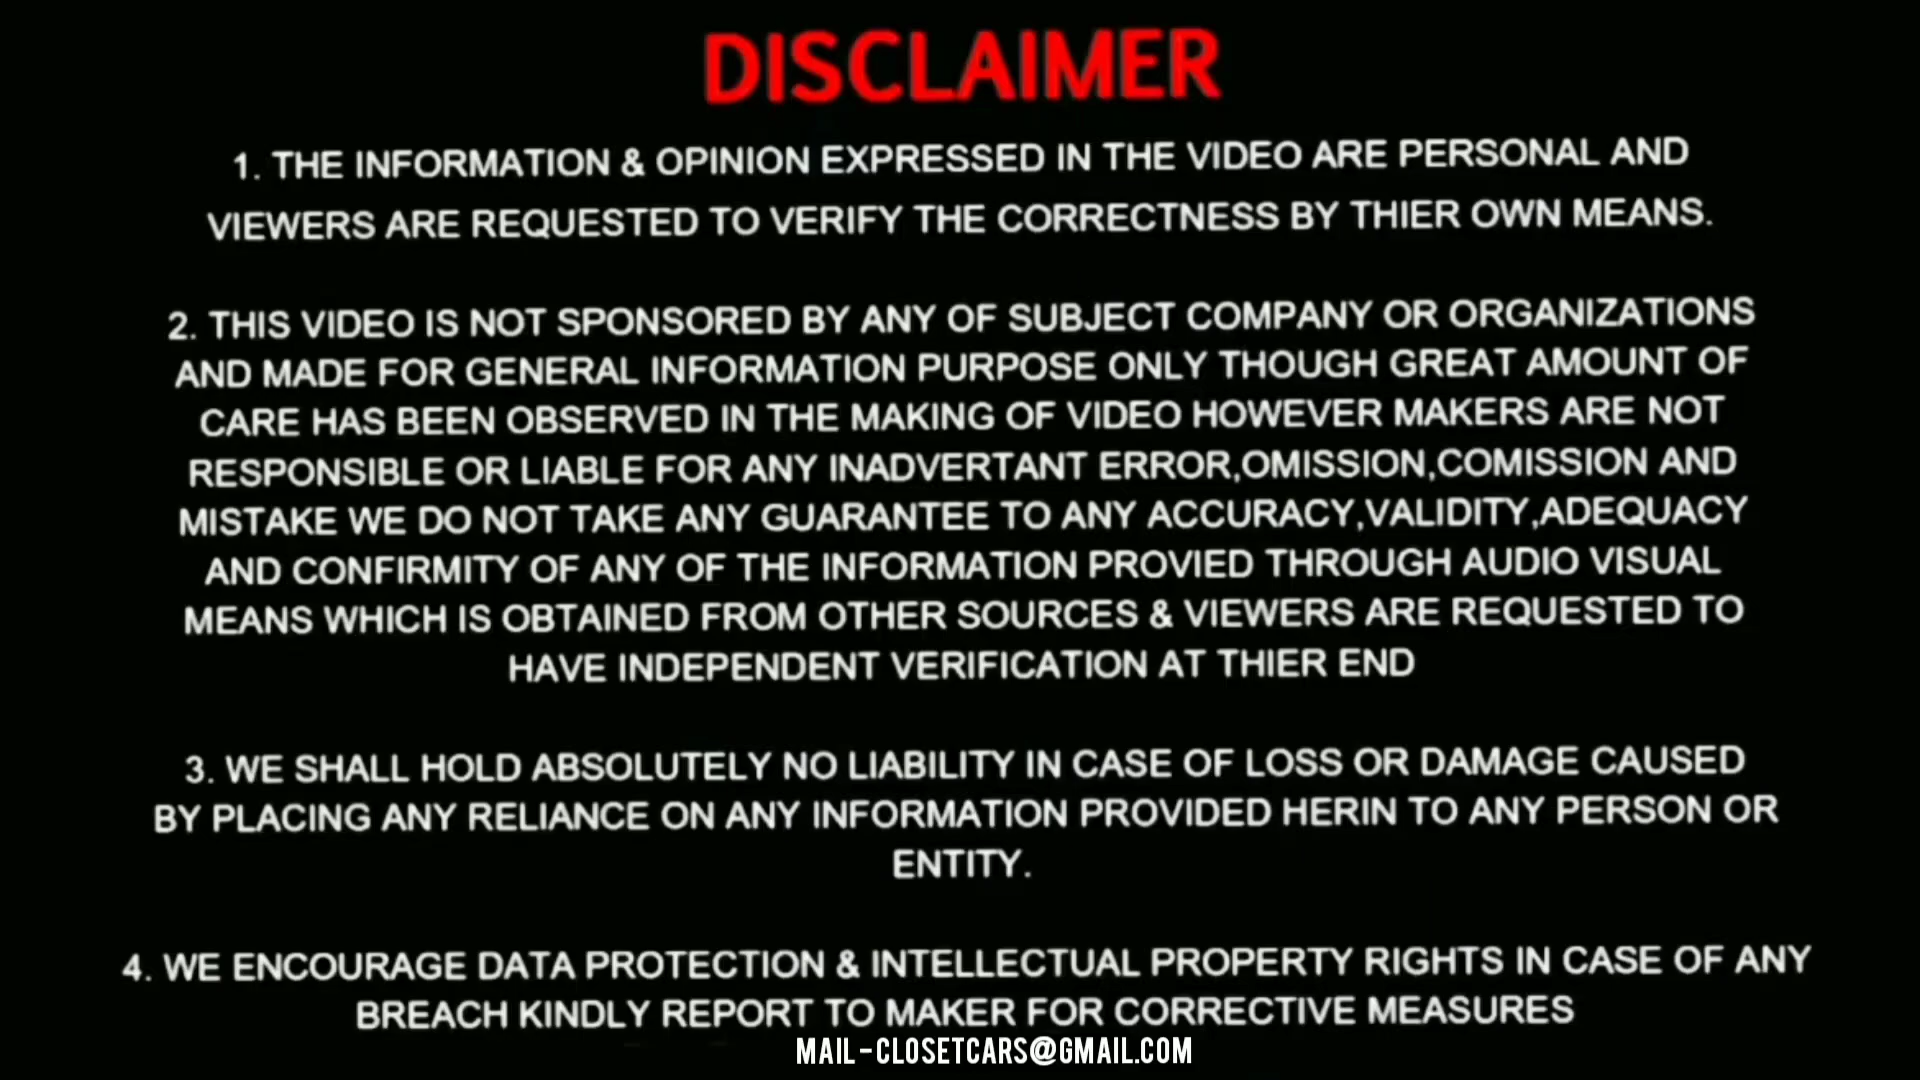 DISCLAIMER
1. THE INFORMATION & OPINION EXPRESSED IN THE VIDEO ARE PERSONAL AND
VIEWERS ARE REQUESTED TO VERIFY THE CORRECTNESS BY THIER OWN MEANS.
2. THIS VIDEO IS NOT SPONSORED BY ANY OF SUBJECT COMPANY OR ORGANIZATIONS
AND MADE FOR GENERAL INFORMATION PURPOSE ONLY THOUGH GREAT AMOUNT OF
CARE HAS BEEN OBSERVED IN THE MAKING OF VIDEO HOWEVER MAKERS ARE NOT
RESPONSIBLE OR LIABLE FOR ANY INADVERTANT ERROR,OMISSION,COMISSION AND
MISTAKE WE DO NOT TAKE ANY GUARANTEE TO ANY ACCURACY,VALIDITY,ADEQUACY
AND CONFIRMITY OF ANY OF THE INFORMATION PROVIED THROUGH AUDIO VISUAL
MEANS WHICH IS OBTAINED FROM OTHER SOURCES & VIEWERS ARE REQUESTED TO
HAVE INDEPENDENT VERIFICATION AT THIER END
3. WE SHALL HOLD ABSOLUTELY NO LIABILITY IN CASE OF LOSS OR DAMAGE CAUSED
BY PLACING ANY RELIANCE ON ANY INFORMATION PROVIDED HERIN TO ANY PERSON OR
ENTITY.
4. WE ENCOURAGE DATA PROTECTION & INTELLECTUAL PROPERTY RIGHTS IN CASE OF ANY
BREACH KINDLY REPORT TO MAKER FOR CORRECTIVE MEASURES
MAIL-CLOSETCARS@GMAIL.COM